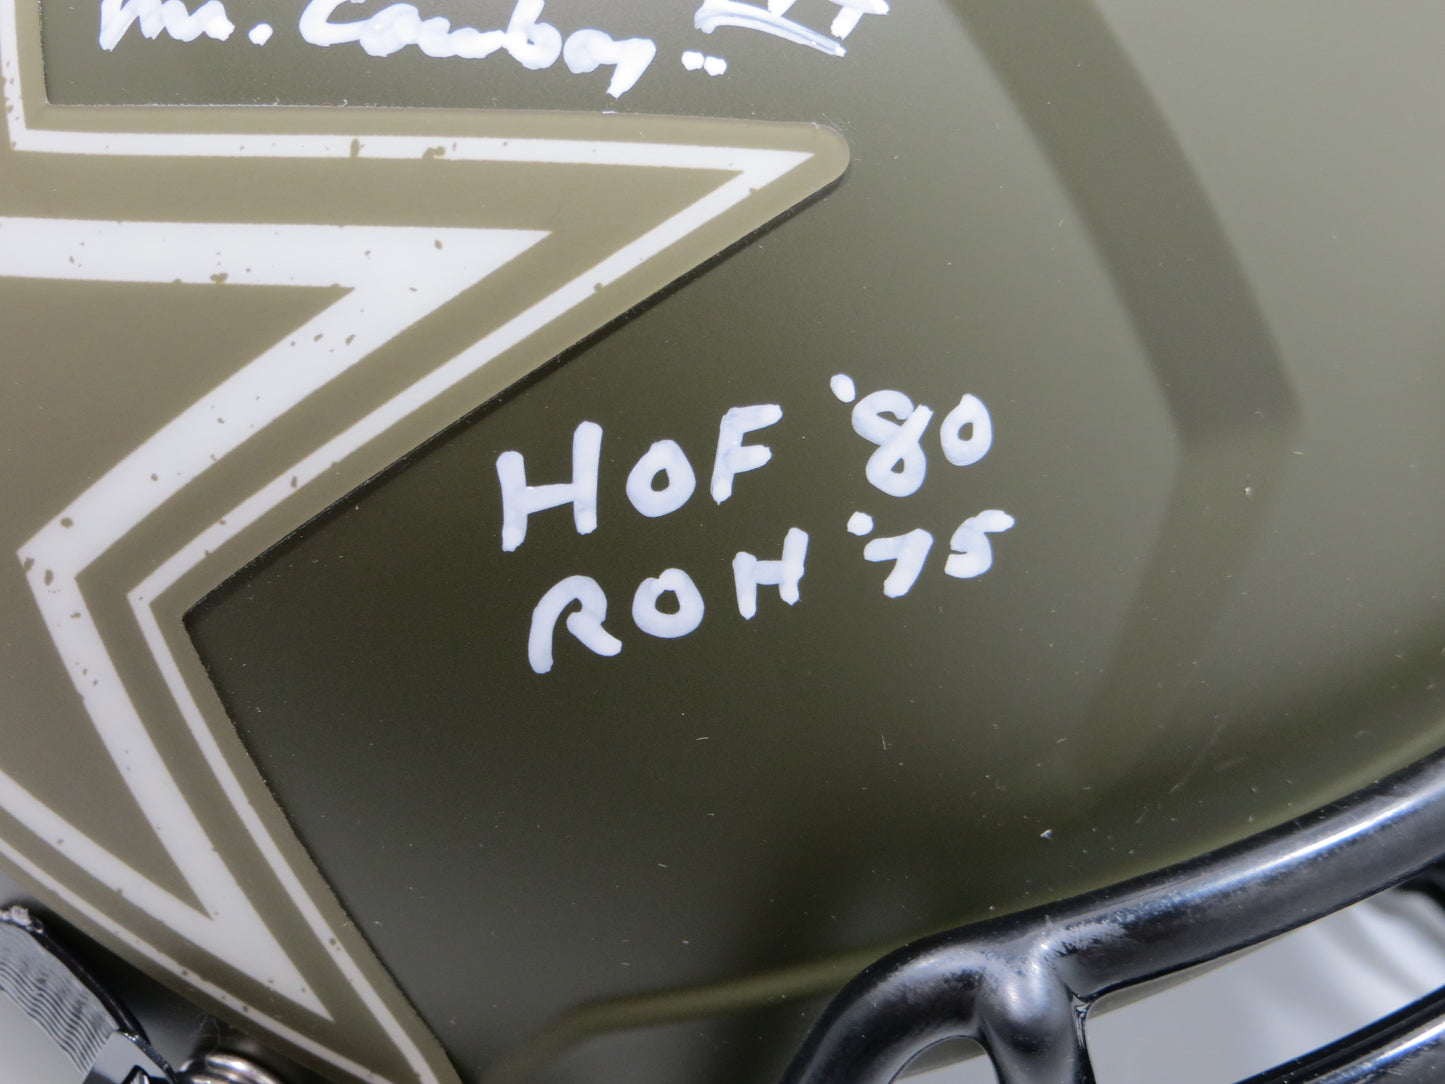 Mr. Cowboy..
HOF '80
ROH '75